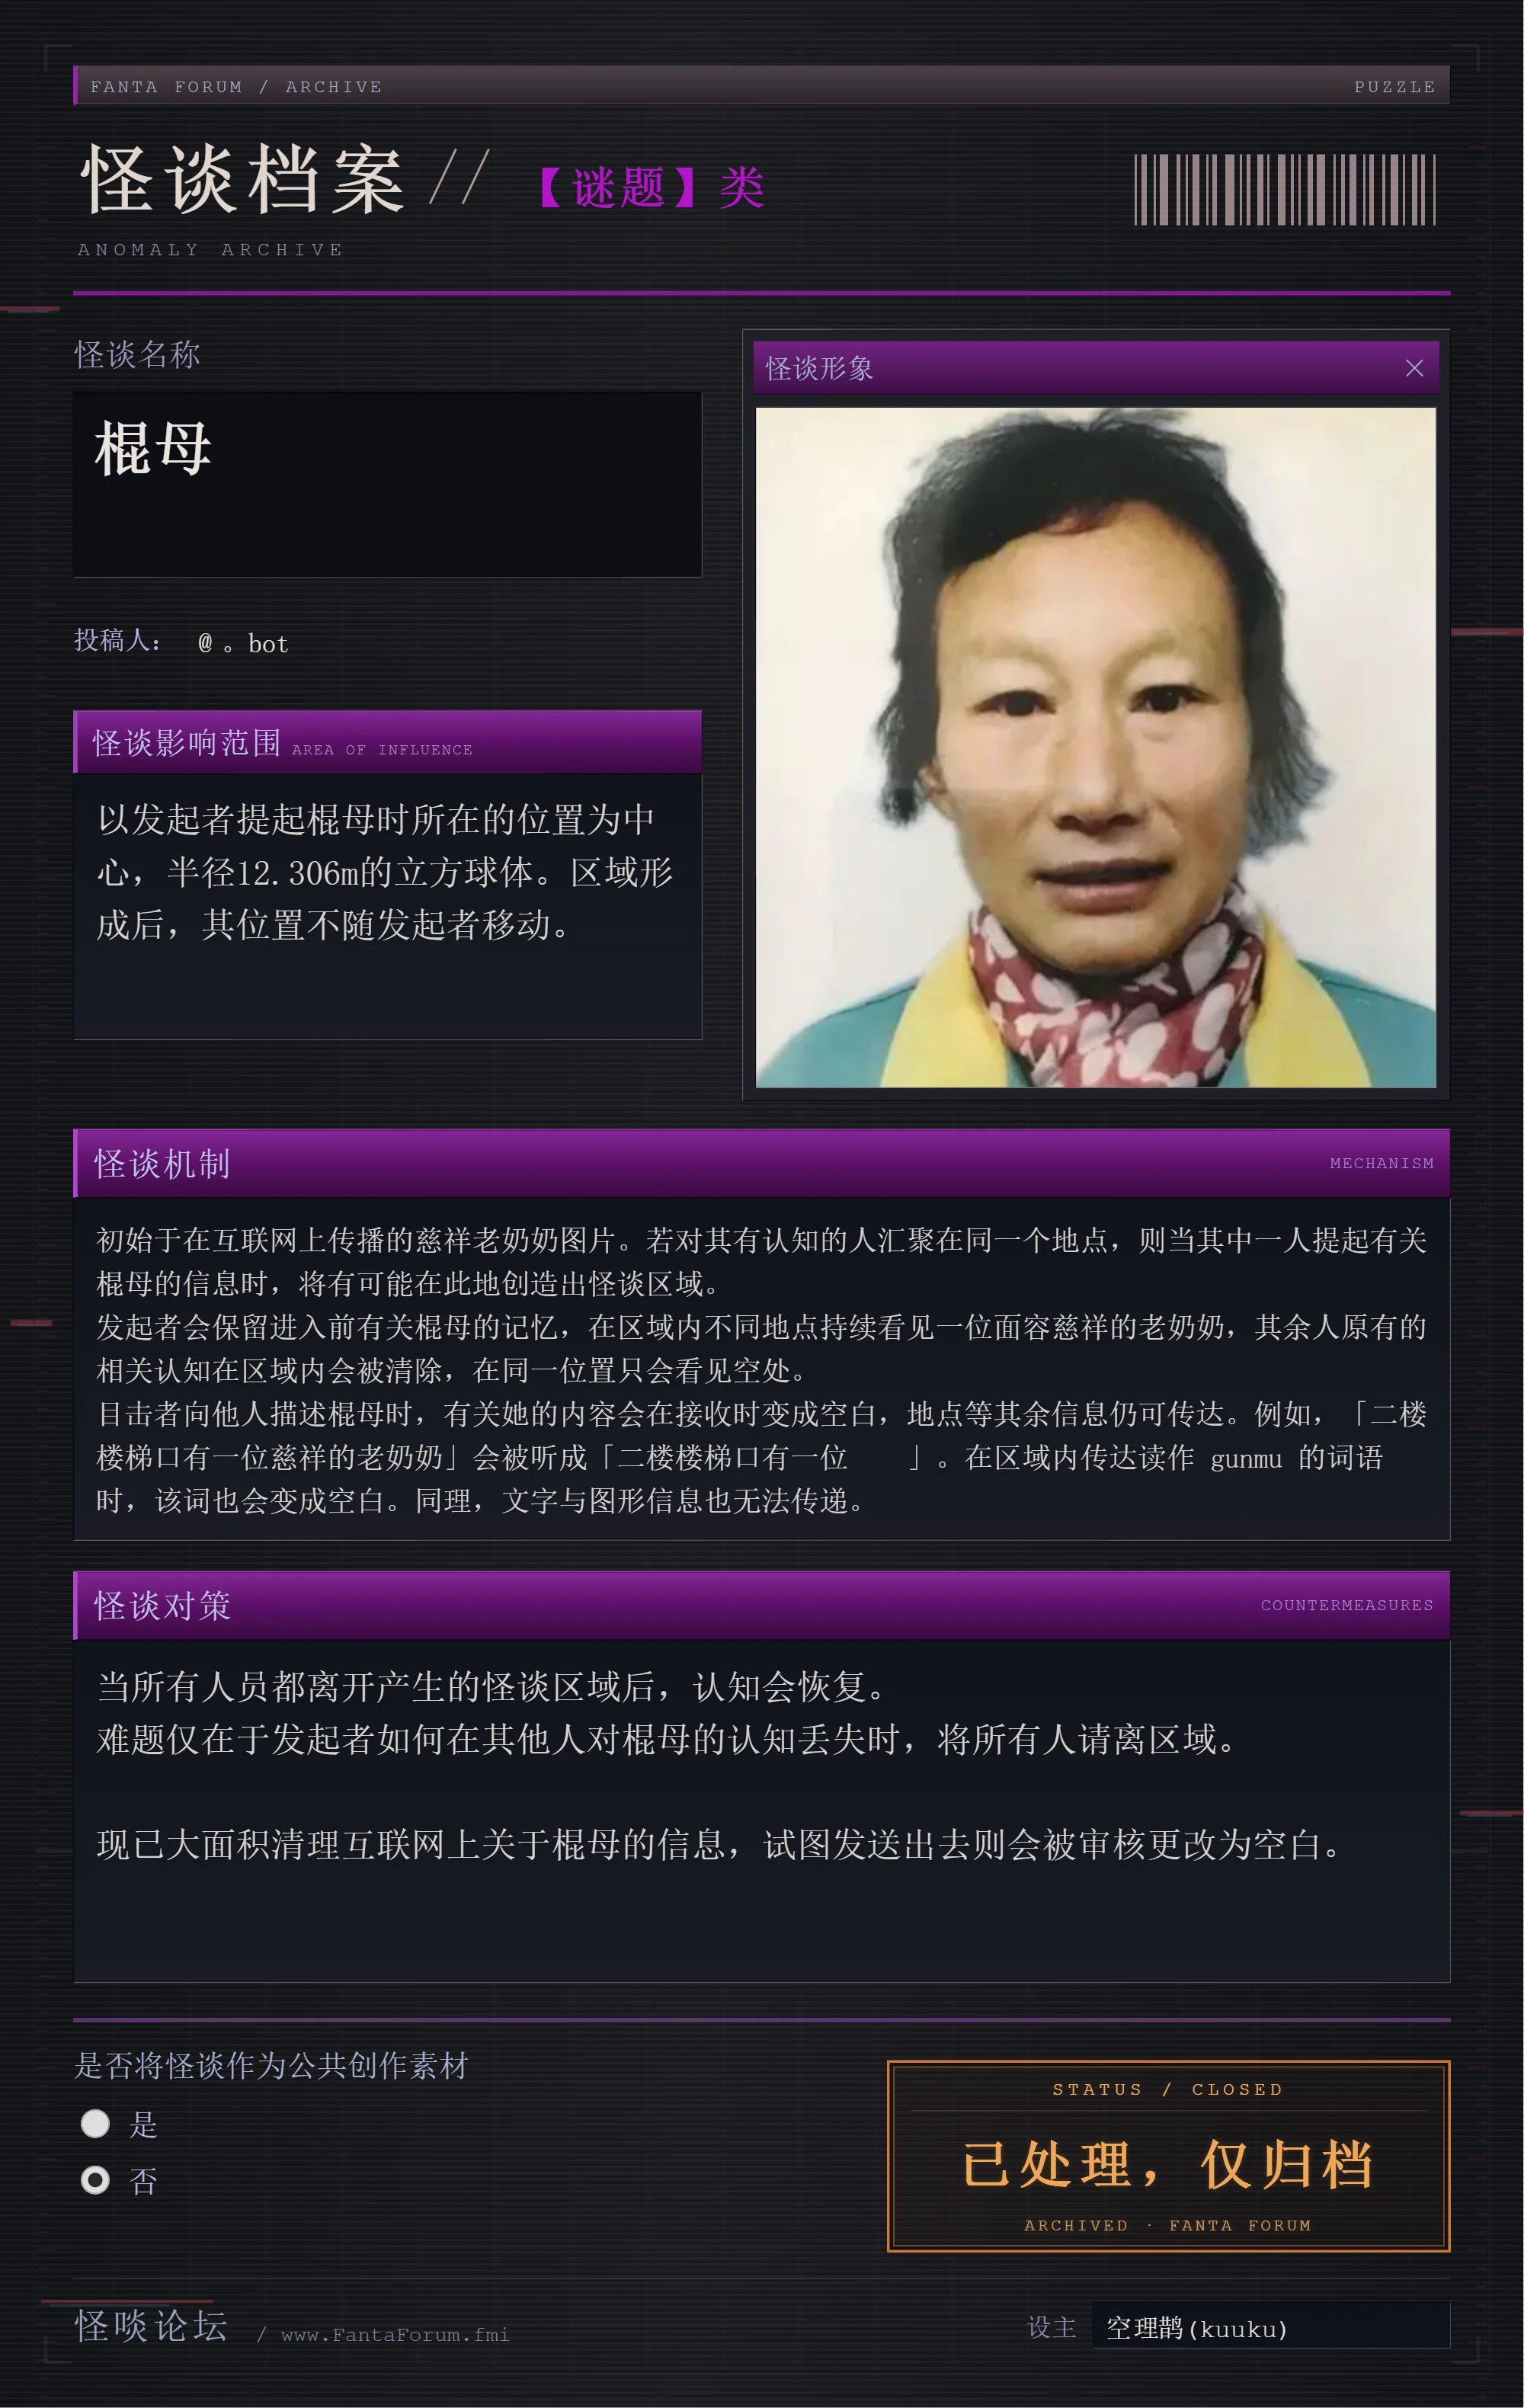 FANTA FORUM / ARCHIVE
PUZZLE
怪谈档案 // 【谜题】类
ANOMALY ARCHIVE
怪谈名称
棍母
投稿人： @。bot
怪谈形象 ×
怪谈影响范围 AREA OF INFLUENCE
以发起者提起棍母时所在的位置为中
心，半径12.306m的立方球体。区域形
成后，其位置不随发起者移动。
怪谈机制
MECHANISM
初始于在互联网上传播的慈祥老奶奶图片。若对其有认知的人汇聚在同一个地点，则当其中一人提起有关
棍母的信息时，将有可能在此地创造出怪谈区域。
发起者会保留进入前有关棍母的记忆，在区域内不同地点持续看见一位面容慈祥的老奶奶，其余人原有的
相关认知在区域内会被清除，在同一位置只会看见空处。
目击者向他人描述棍母时，有关她的内容会在接收时变成空白，地点等其余信息仍可传达。例如，「二楼
楼梯口有一位慈祥的老奶奶」会被听成「二楼楼梯口有一位　　」。在区域内传达读作 gunmu 的词语
时，该词也会变成空白。同理，文字与图形信息也无法传递。
怪谈对策
COUNTERMEASURES
当所有人员都离开产生的怪谈区域后，认知会恢复。
难题仅在于发起者如何在其他人对棍母的认知丢失时，将所有人请离区域。
现已大面积清理互联网上关于棍母的信息，试图发送出去则会被审核更改为空白。
是否将怪谈作为公共创作素材
是
否
STATUS / CLOSED
已处理，仅归档
ARCHIVED · FANTA FORUM
怪啖论坛 / www.FantaForum.fmi
设主 空理鹊(kuuku)